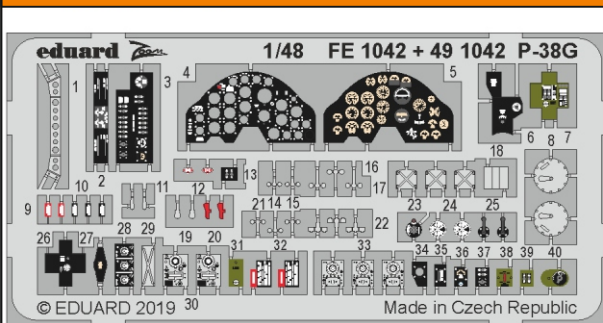 eduard Zoom 1/48 FE 1042 + 49 1042 P-38G
1 3 4 5
2 6 7 8
13 16 18
9 10 11 12 17
21 14 15 22 23 24 25
26 27 28 29 19 20 31 32 33 34 35 36 37 38 39 40
30
© EDUARD 2019 Made in Czech Republic